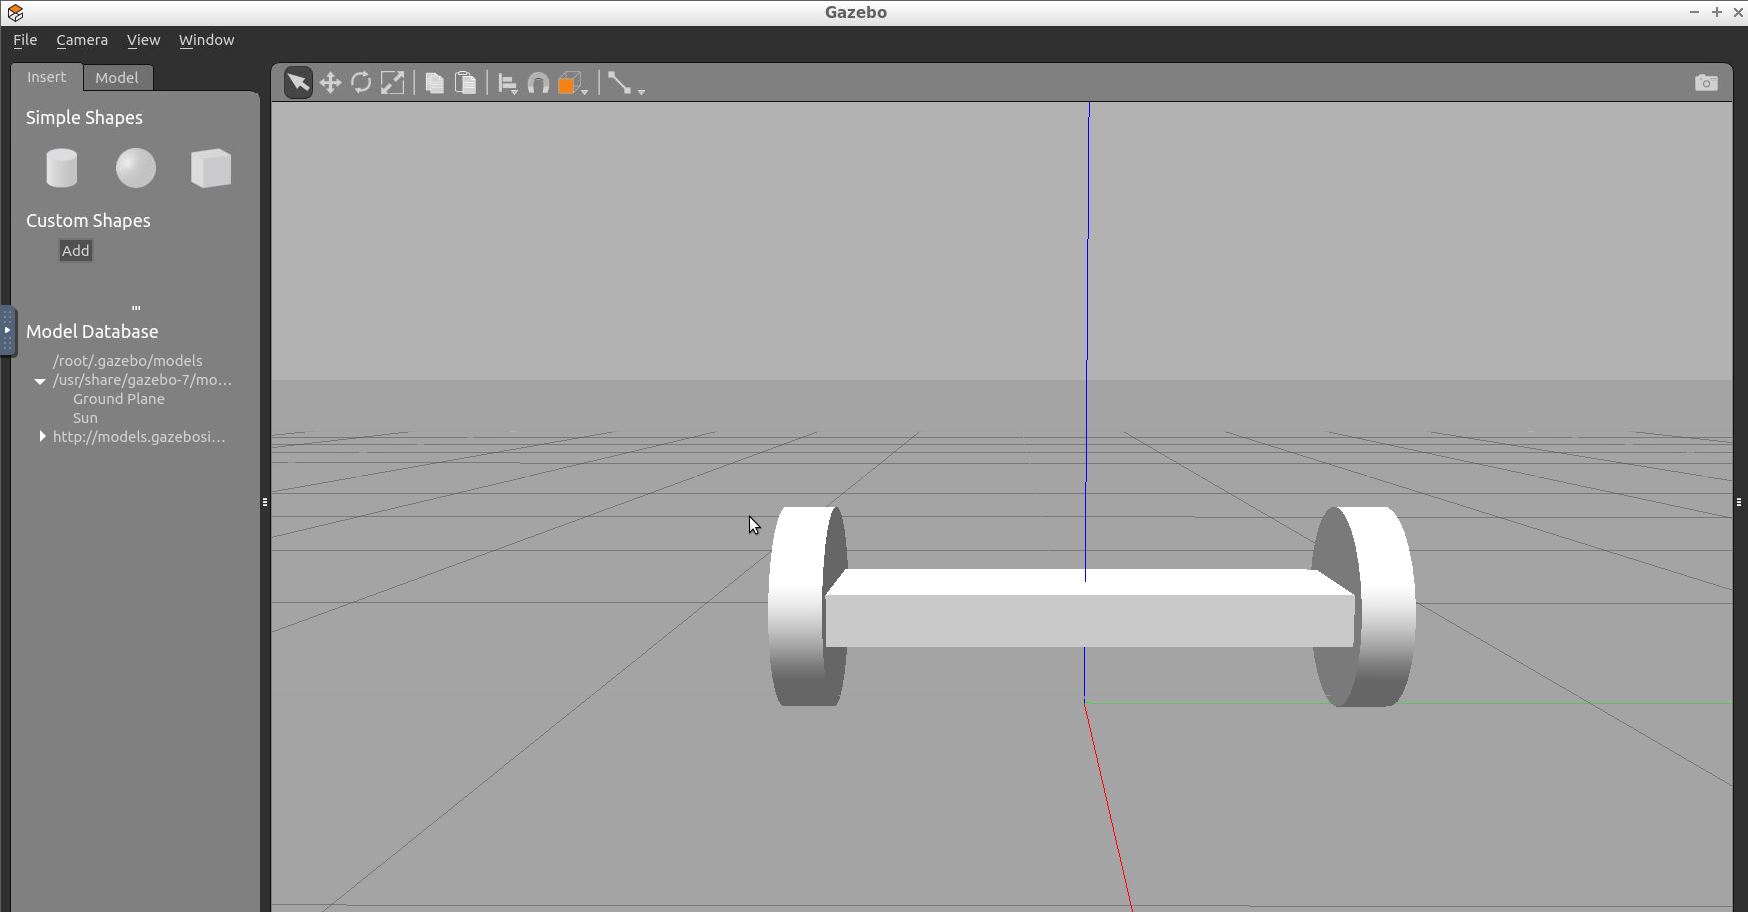 Gazebo
File Camera View Window
Insert Model
Simple Shapes
Custom Shapes
Add
Model Database
/root/.gazebo/models
/usr/share/gazebo-7/mo...
Ground Plane
Sun
http://models.gazebosi...